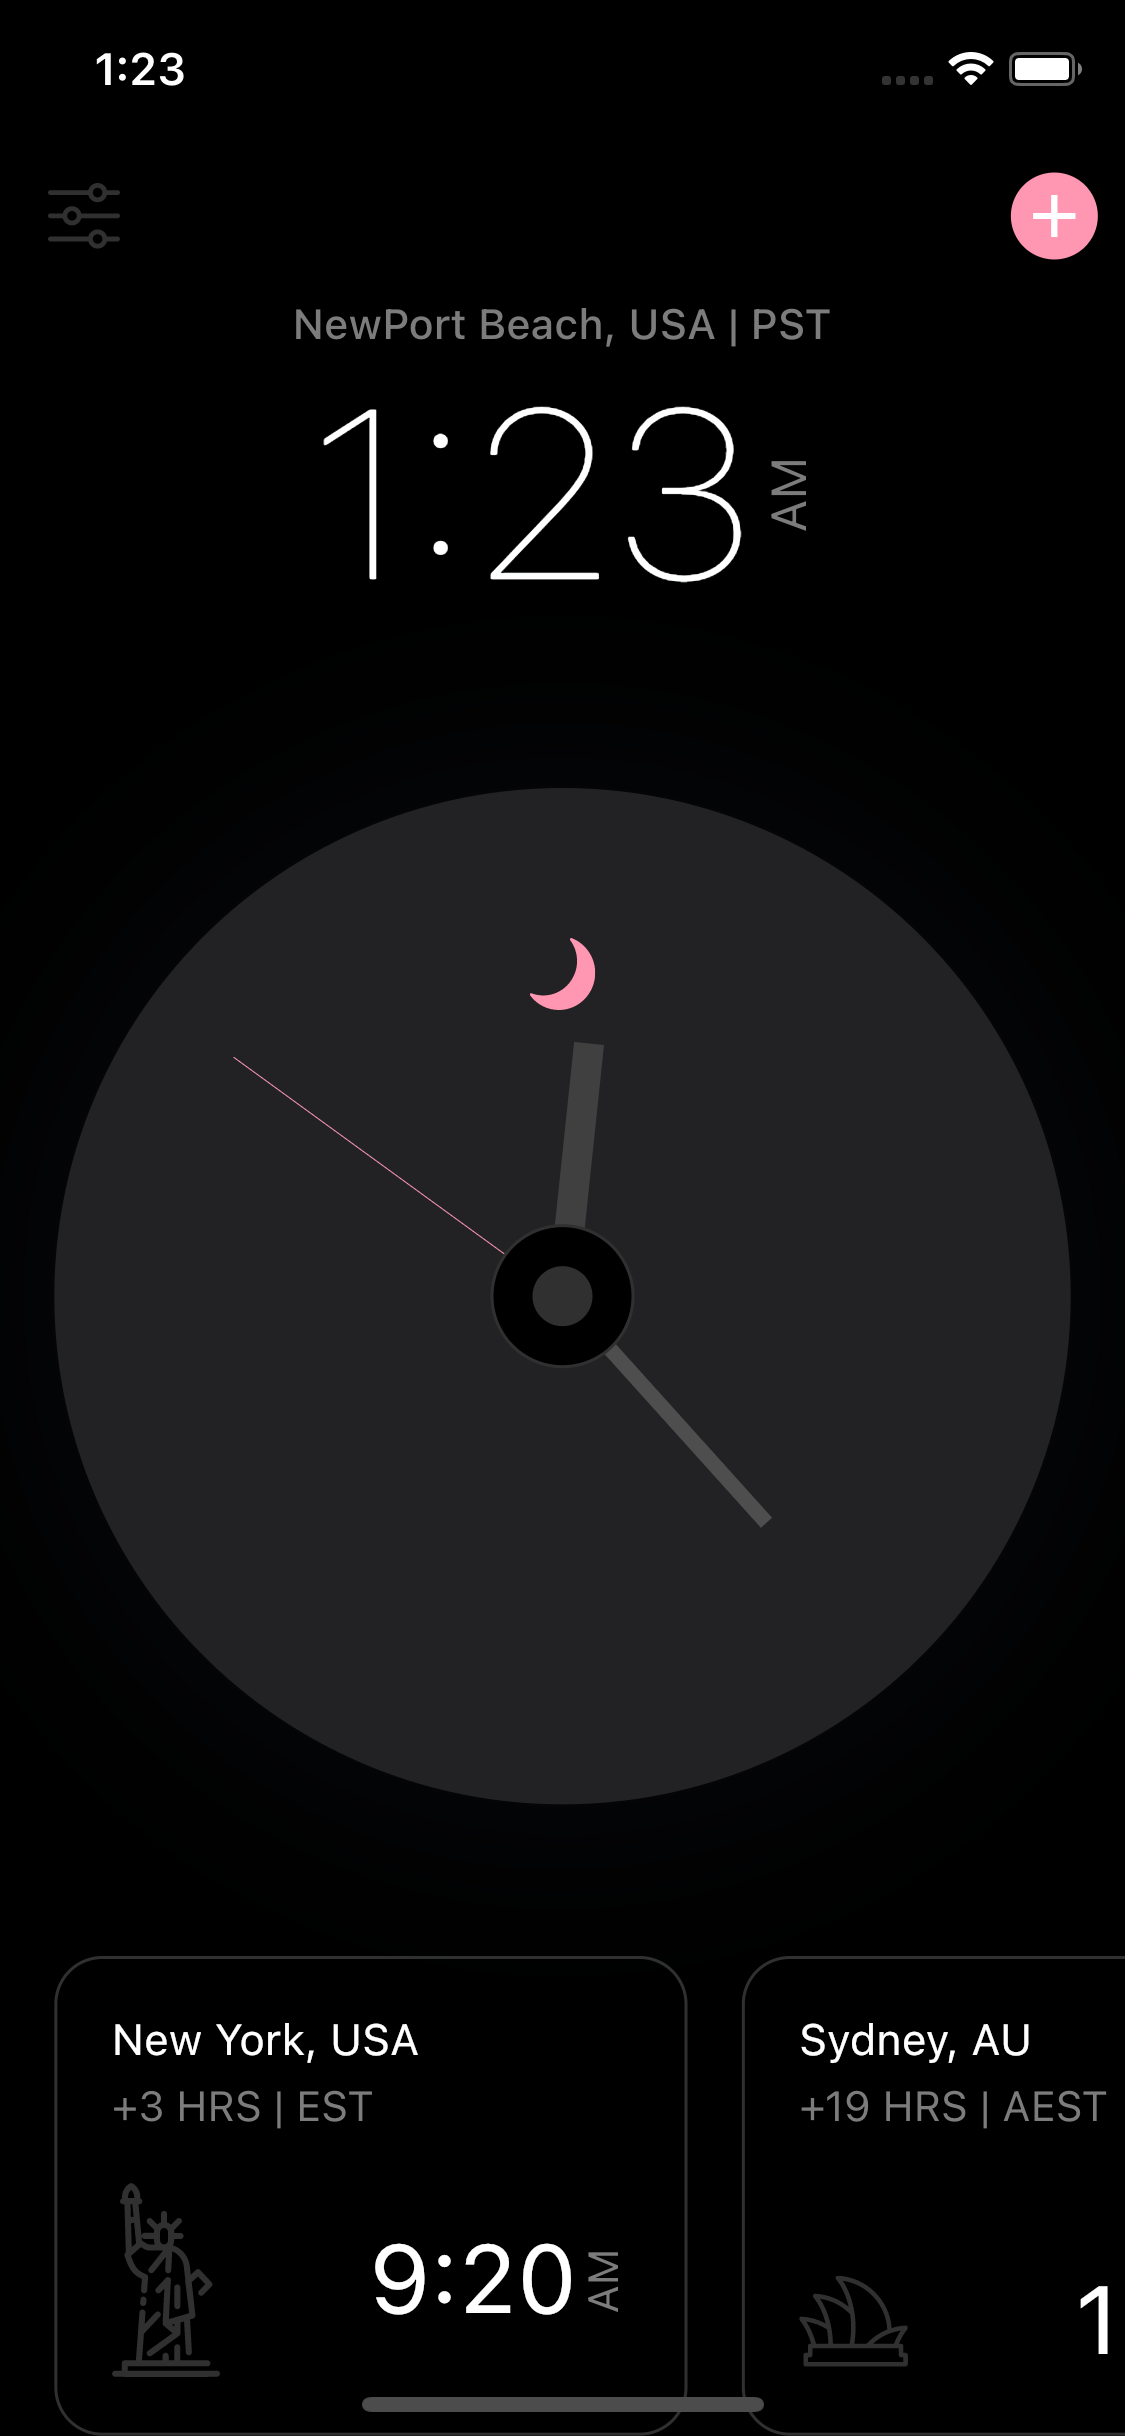 1:23
NewPort Beach, USA | PST
1:23 AM
New York, USA
+3 HRS | EST
9:20 AM
Sydney, AU
+19 HRS | AEST
1